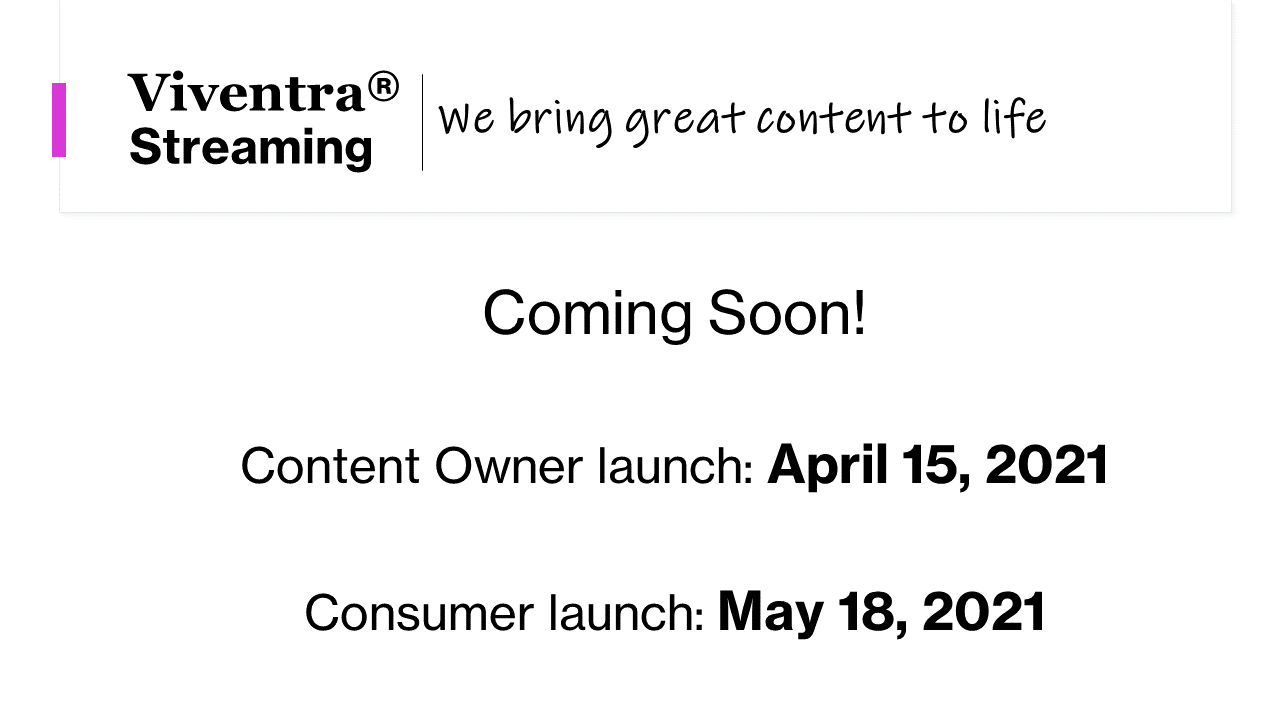 Viventra®
Streaming
We bring great content to life
Coming Soon!
Content Owner launch: April 15, 2021
Consumer launch: May 18, 2021